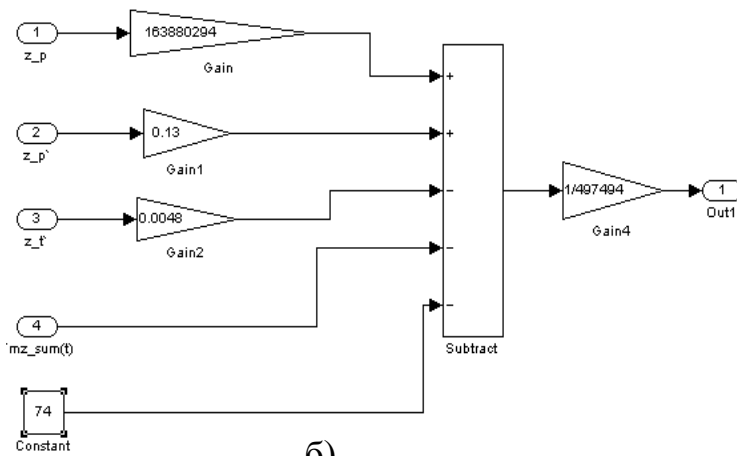 1
z_p
163880294
Gain
+
2
z_p`
0.13
Gain1
+
3
z_t`
0.0048
Gain2
−
1/497494
Gain4
1
Out1
4
`mz_sum(t)
−
74
Constant
−
Subtract
б)